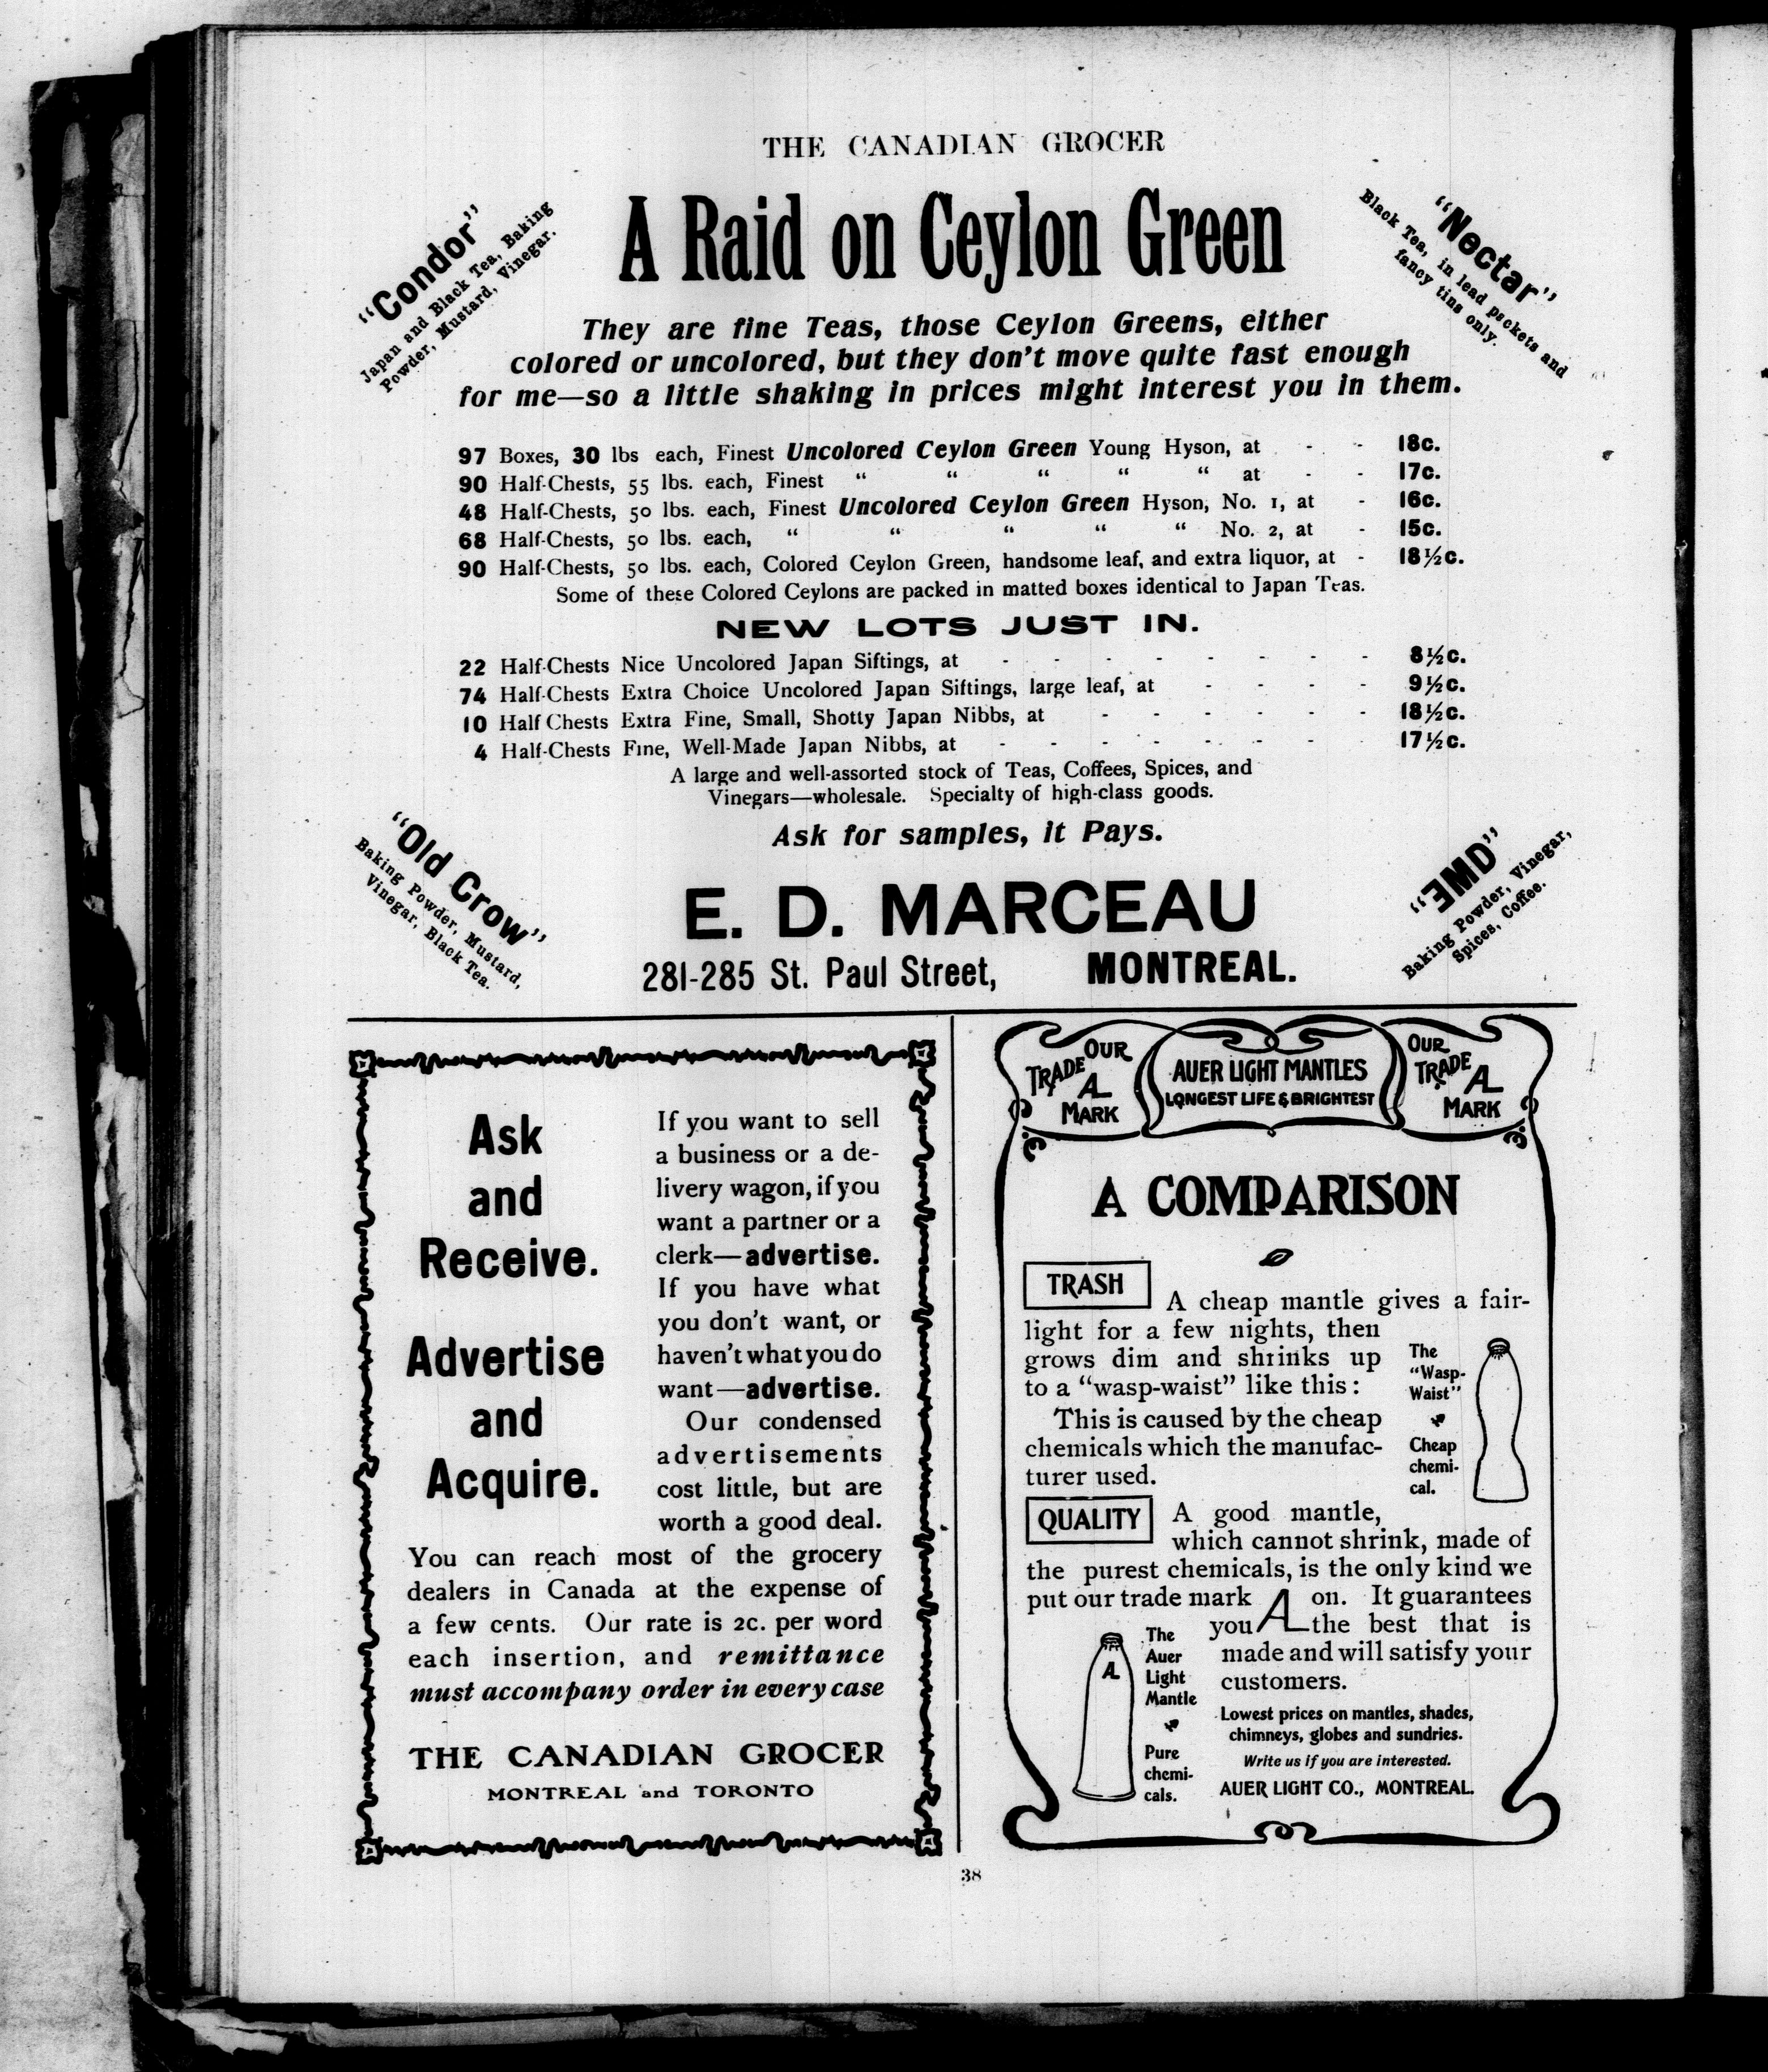 THE CANADIAN GROCER
"Condor"
Japan and Black Tea, Baking
Powder, Mustard, Vinegar.
A Raid on Ceylon Green
"Nectar"
Black Tea, in lead packets and
fancy tins only.
They are fine Teas, those Ceylon Greens, either
colored or uncolored, but they don't move quite fast enough
for me—so a little shaking in prices might interest you in them.
97 Boxes, 30 lbs each, Finest Uncolored Ceylon Green Young Hyson, at - - 18c.
90 Half-Chests, 55 lbs. each, Finest " " " " " at - - 17c.
48 Half-Chests, 50 lbs. each, Finest Uncolored Ceylon Green Hyson, No. 1, at - 16c.
68 Half-Chests, 50 lbs. each, " " " " " No. 2, at - 15c.
90 Half-Chests, 50 lbs. each, Colored Ceylon Green, handsome leaf, and extra liquor, at - 18½c.
Some of these Colored Ceylons are packed in matted boxes identical to Japan Teas.
NEW LOTS JUST IN.
22 Half-Chests Nice Uncolored Japan Siftings, at - - - - - - - - 8½c.
74 Half-Chests Extra Choice Uncolored Japan Siftings, large leaf, at - - - - 9½c.
10 Half Chests Extra Fine, Small, Shotty Japan Nibbs, at - - - - - - 18½c.
4 Half-Chests Fine, Well-Made Japan Nibbs, at - - - - - - - - 17½c.
A large and well-assorted stock of Teas, Coffees, Spices, and
Vinegars—wholesale. Specialty of high-class goods.
Ask for samples, it Pays.
"Old Crow"
Baking Powder, Mustard,
Vinegar, Black Tea.
E. D. MARCEAU
281-285 St. Paul Street, MONTREAL.
"EMD"
Baking Powder, Vinegar,
Spices, Coffee.
Ask
and
Receive.
Advertise
and
Acquire.
If you want to sell
a business or a de-
livery wagon, if you
want a partner or a
clerk—advertise.
If you have what
you don't want, or
haven't what you do
want—advertise.
Our condensed
advertisements
cost little, but are
worth a good deal.
You can reach most of the grocery
dealers in Canada at the expense of
a few cents. Our rate is 2c. per word
each insertion, and remittance
must accompany order in every case
THE CANADIAN GROCER
MONTREAL and TORONTO
OUR
TRADE
AL
MARK
AUER LIGHT MANTLES
LONGEST LIFE & BRIGHTEST
OUR
TRADE
AL
MARK
A COMPARISON
TRASH
A cheap mantle gives a fair-
light for a few nights, then
grows dim and shrinks up
to a "wasp-waist" like this:
This is caused by the cheap
chemicals which the manufac-
turer used.
The
"Wasp-
Waist"
Cheap
chemi-
cal.
QUALITY
A good mantle,
which cannot shrink, made of
the purest chemicals, is the only kind we
put our trade mark AL on. It guarantees
you the best that is
made and will satisfy your
customers.
AL
The
Auer
Light
Mantle
Pure
chemi-
cals.
Lowest prices on mantles, shades,
chimneys, globes and sundries.
Write us if you are interested.
AUER LIGHT CO., MONTREAL.
38